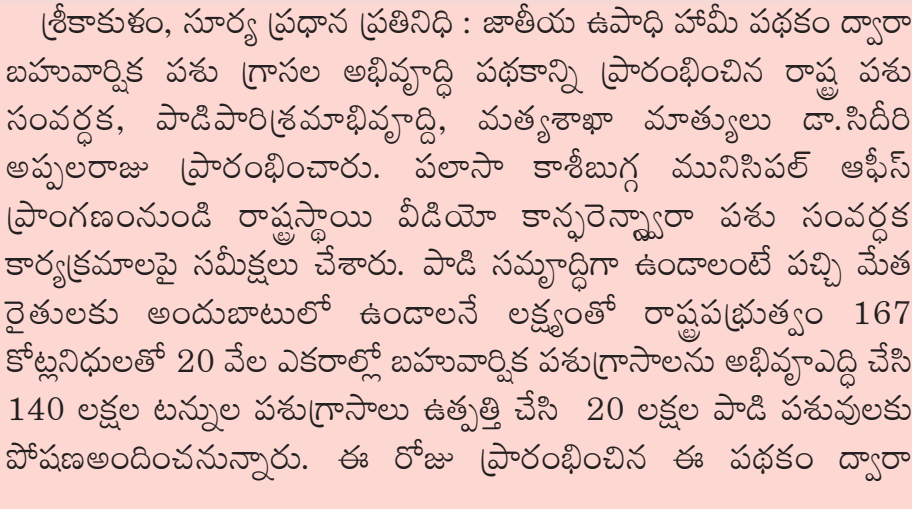 శ్రీకాకుళం, సూర్య ప్రధాన ప్రతినిధి : జాతీయ ఉపాధి హామీ పథకం ద్వారా
బహువార్షిక పశు గ్రాసల అభివృద్ధి పథకాన్ని ప్రారంభించిన రాష్ట్ర పశు
సంవర్ధక, పాడిపారిశ్రమాభివృద్ది, మత్యశాఖా మాత్యులు డా.సిదీరి
అప్పలరాజు ప్రారంభించారు. పలాసా కాశీబుగ్గ మునిసిపల్ ఆఫీస్
ప్రాంగణంనుండి రాష్ట్రస్థాయి వీడియో కాన్ఫరెన్స్ద్వారా పశు సంవర్ధక
కార్యక్రమాలపై సమీక్షలు చేశారు. పాడి సమృద్ధిగా ఉండాలంటే పచ్చి మేత
రైతులకు అందుబాటులో ఉండాలనే లక్ష్యంతో రాష్ట్రప్రభుత్వం 167
కోట్లనిధులతో 20 వేల ఎకరాల్లో బహువార్షిక పశుగ్రాసాలను అభివృాఎద్ధి చేసి
140 లక్షల టన్నుల పశుగ్రాసాలు ఉత్పత్తి చేసి 20 లక్షల పాడి పశువులకు
పోషణఅందించనున్నారు. ఈ రోజు ప్రారంభించిన ఈ పథకం ద్వారా